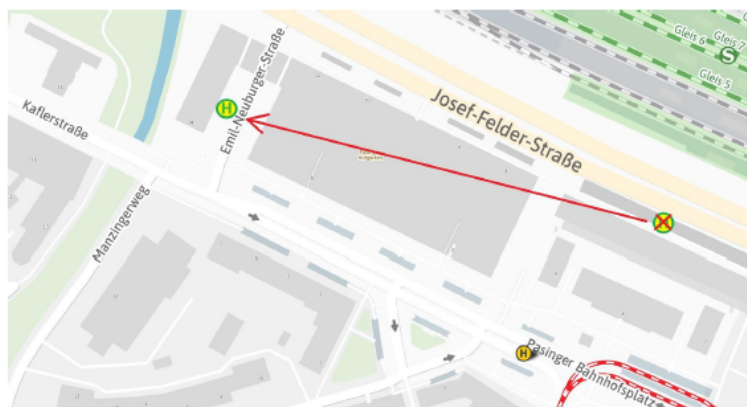 Gleis 7
Gleis 6
S
Gleis 5
H
Emil-Neuburger-Straße
Josef-Felder-Straße
Kaflerstraße
Manzingerweg
H
Pasinger Bahnhofsplatz